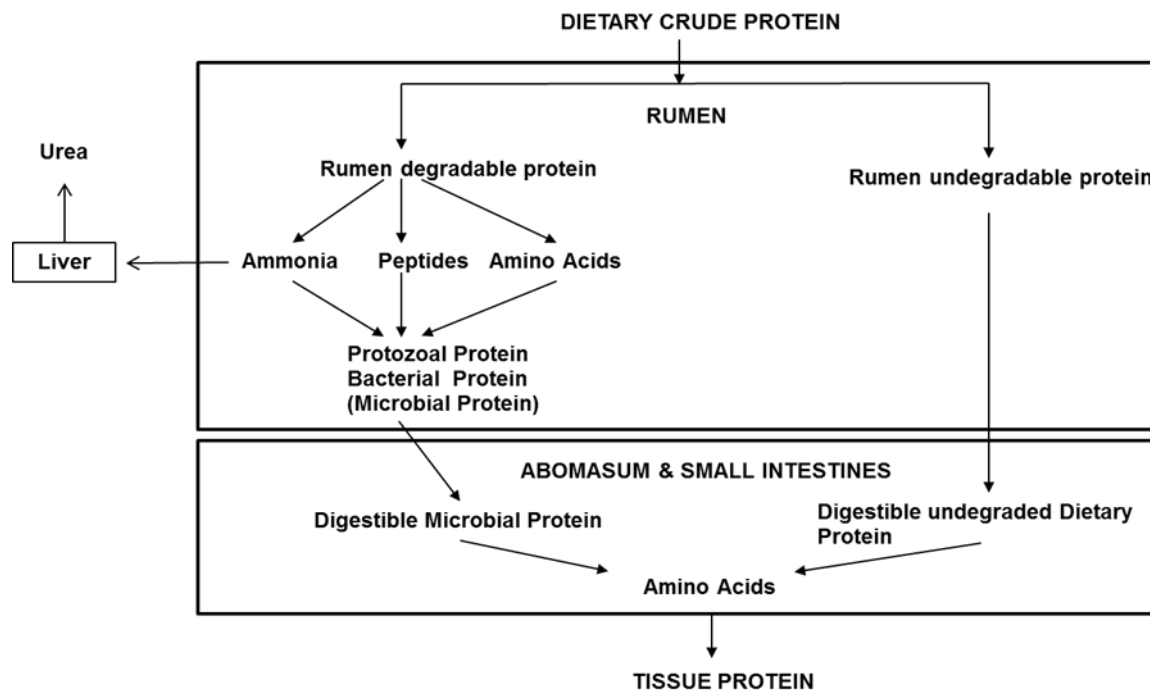 DIETARY CRUDE PROTEIN
RUMEN
Urea
Rumen degradable protein
Rumen undegradable protein
Liver
Ammonia
Peptides
Amino Acids
Protozoal Protein
Bacterial Protein
(Microbial Protein)
ABOMASUM & SMALL INTESTINES
Digestible Microbial Protein
Digestible undegraded Dietary
Protein
Amino Acids
TISSUE PROTEIN